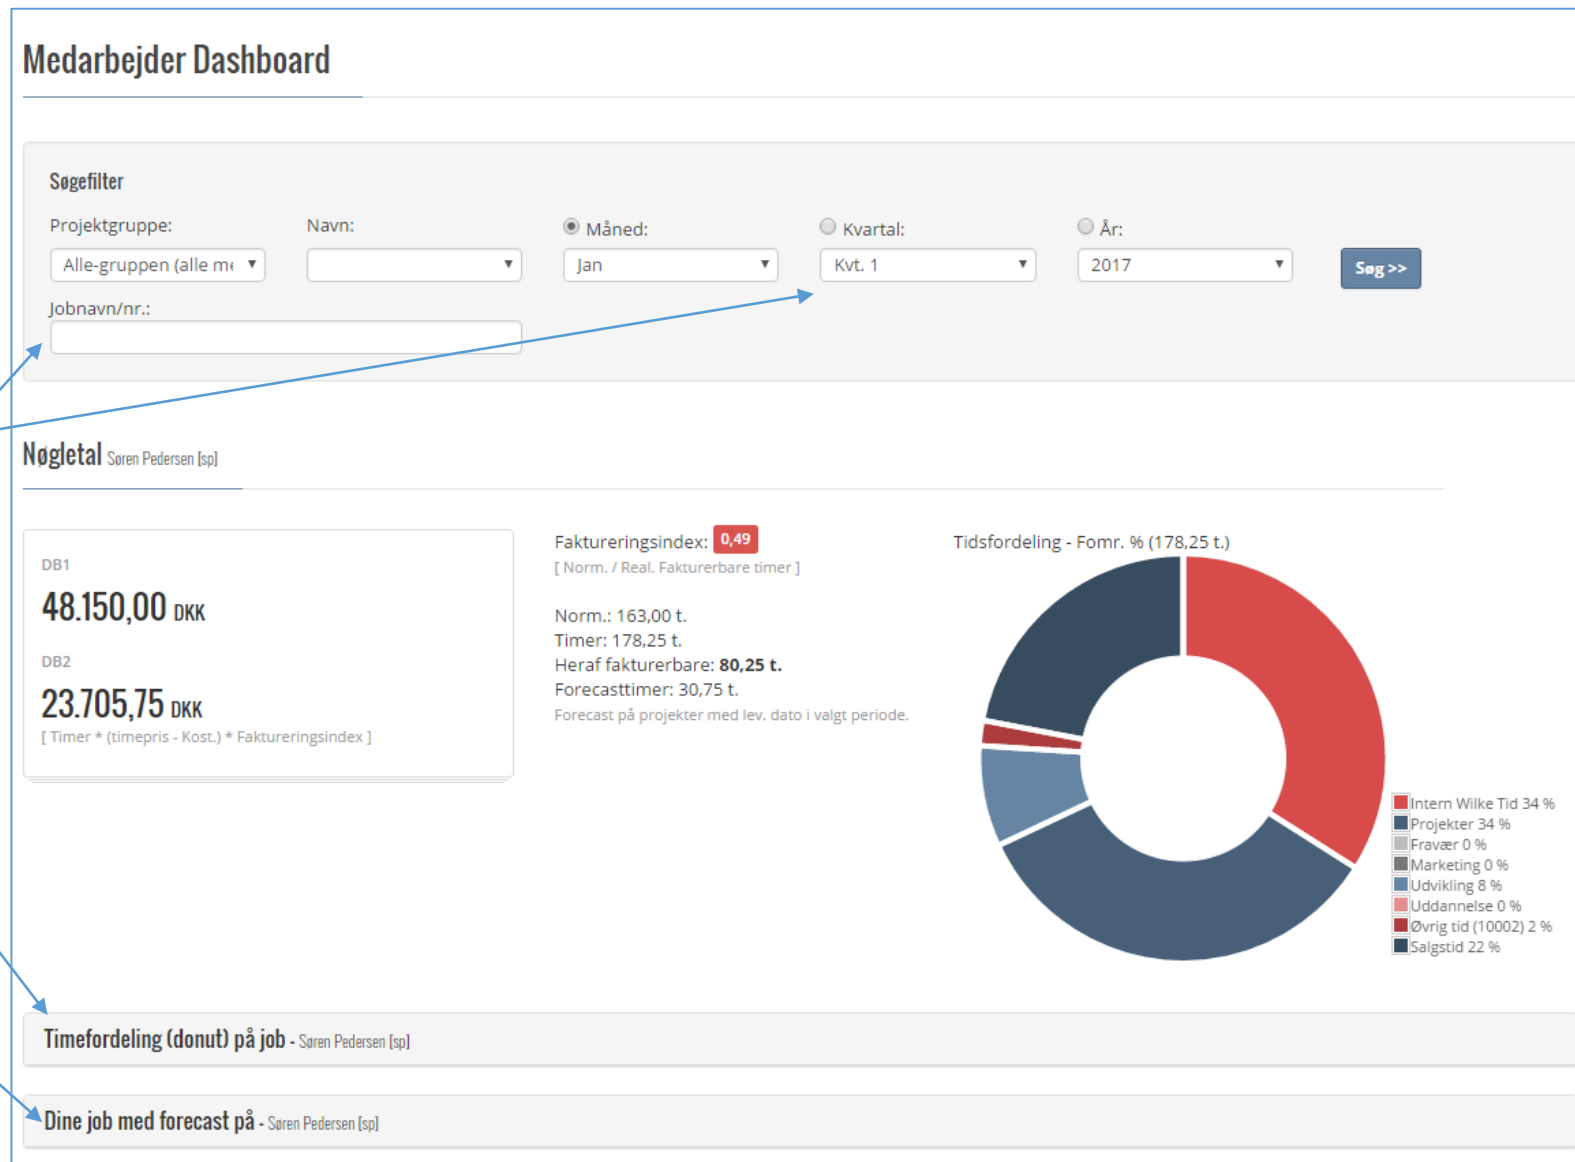 Medarbejder Dashboard
Søgefilter
Projektgruppe:
Navn:
Måned:
Kvartal:
År:
Alle-gruppen (alle me
Jan
Kvt. 1
2017
Søg >>
Jobnavn/nr.:
Nøgletal Søren Pedersen [sp]
DB1
48.150,00 DKK
DB2
23.705,75 DKK
[ Timer * (timepris - Kost.) * Faktureringsindex ]
Faktureringsindex: 0,49
[ Norm. / Real. Fakturerbare timer ]
Norm.: 163,00 t.
Timer: 178,25 t.
Heraf fakturerbare: 80,25 t.
Forecasttimer: 30,75 t.
Forecast på projekter med lev. dato i valgt periode.
Tidsfordeling - Fomr. % (178,25 t.)
Intern Wilke Tid 34 %
Projekter 34 %
Fravær 0 %
Marketing 0 %
Udvikling 8 %
Uddannelse 0 %
Øvrig tid (10002) 2 %
Salgstid 22 %
Timefordeling (donut) på job - Søren Pedersen [sp]
Dine job med forecast på - Søren Pedersen [sp]